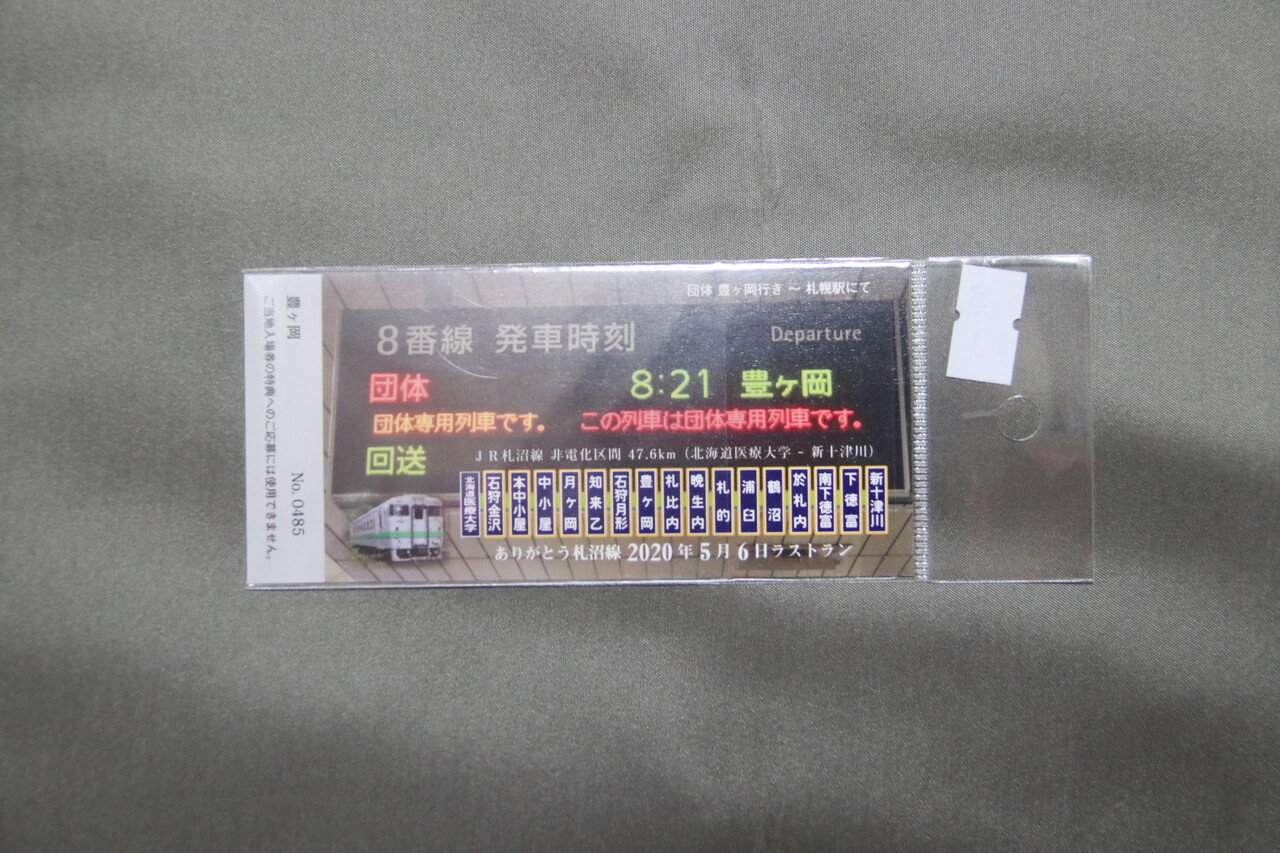 団体 豊ヶ岡行き ～ 札幌駅にて
8番線 発車時刻 Departure
団体 8:21 豊ヶ岡
団体専用列車です。 この列車は団体専用列車です。
回送
JR札沼線 非電化区間 47.6km (北海道医療大学 - 新十津川)
北海道医療大学
石狩金沢
本中小屋
中小屋
月ヶ岡
知来乙
石狩月形
豊ヶ岡
札比内
晩生内
札的
浦臼
鶴沼
於札内
南下徳富
下徳富
新十津川
ありがとう札沼線 2020年5月6日ラストラン
豊ヶ岡 No. 0485
ご当地入場券の特典へのご応募には使用できません。